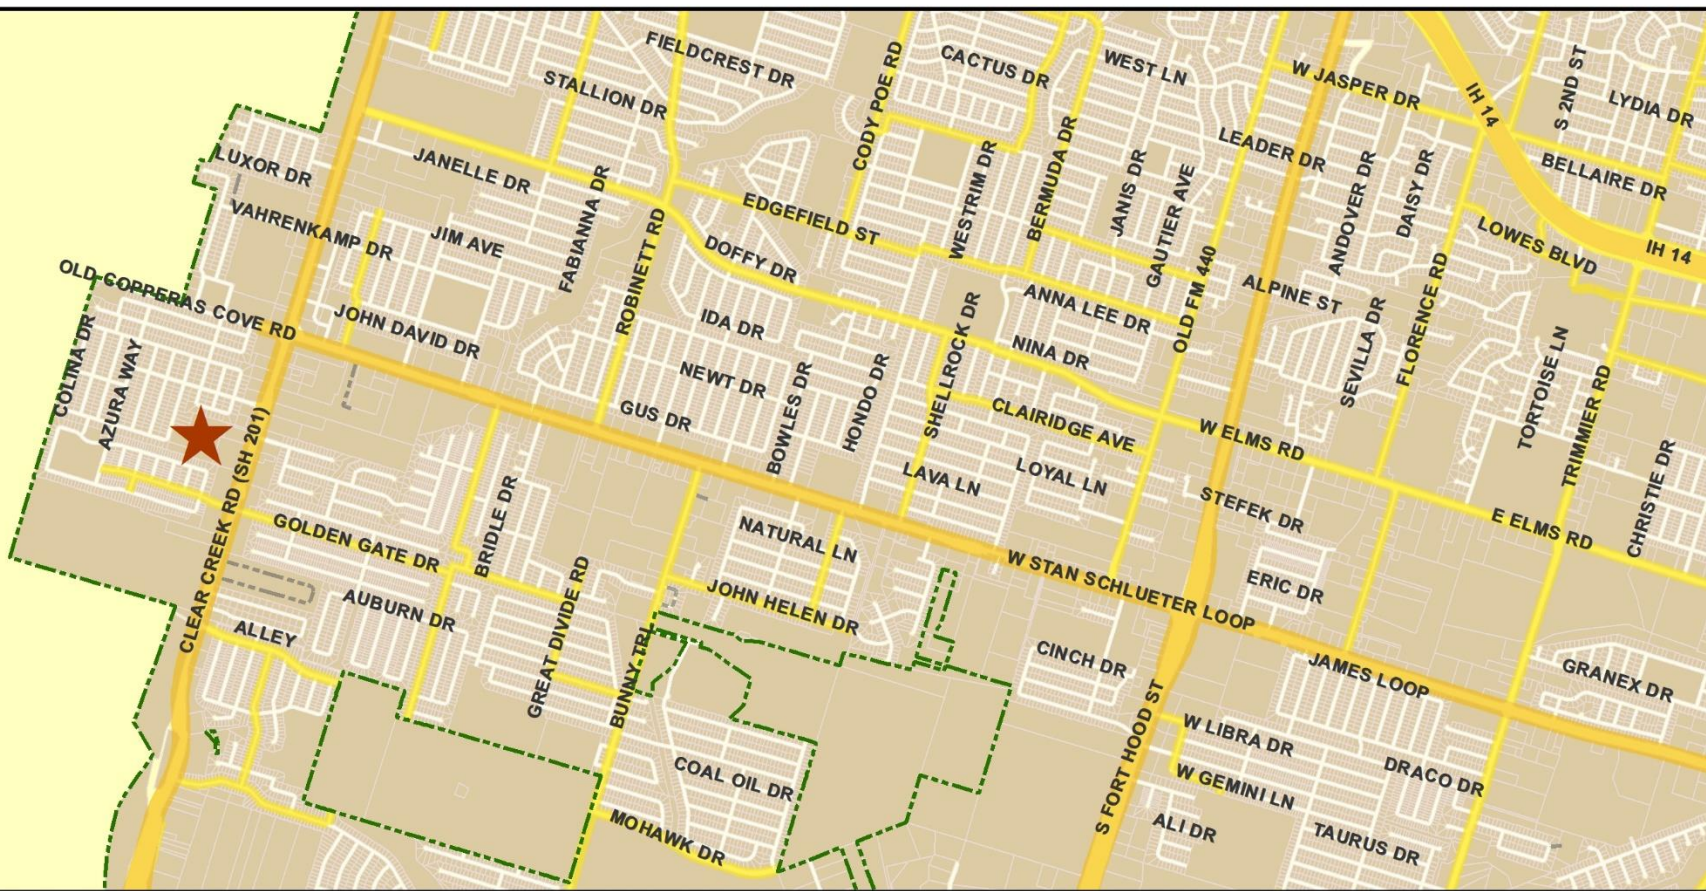 FIELDCREST DR
CACTUS DR
WEST LN
W JASPER DR
S 2ND ST
LYDIA DR
STALLION DR
CODY POE RD
IH 14
LEADER DR
LUXOR DR
JANELLE DR
BERMUDA DR
JANIS DR
ANDOVER DR
DAISY DR
BELLAIRE DR
VAHRENKAMP DR
JIM AVE
FABIANNA DR
EDGEFIELD ST
WESTRIM DR
GAUTIER AVE
LOWES BLVD
IH 14
ROBINETT RD
DOFFY DR
OLD FM 440
ALPINE ST
OLD COPPERAS COVE RD
JOHN DAVID DR
IDA DR
ANNA LEE DR
SEVILLA DR
FLORENCE RD
COLINA DR
AZURA WAY
NEWT DR
BOWLES DR
HONDO DR
SHELLROCK DR
NINA DR
TORTOISE LN
TRIMMIER RD
GUS DR
CLAIRIDGE AVE
W ELMS RD
CLEAR CREEK RD (SH 201)
LAVA LN
LOYAL LN
STEFEK DR
CHRISTIE DR
GOLDEN GATE DR
BRIDLE DR
NATURAL LN
E ELMS RD
AUBURN DR
GREAT DIVIDE RD
JOHN HELEN DR
W STAN SCHLUETER LOOP
ERIC DR
ALLEY
BUNNY TRL
CINCH DR
JAMES LOOP
GRANEX DR
COAL OIL DR
S FORT HOOD ST
W LIBRA DR
DRACO DR
W GEMINI LN
MOHAWK DR
ALI DR
TAURUS DR